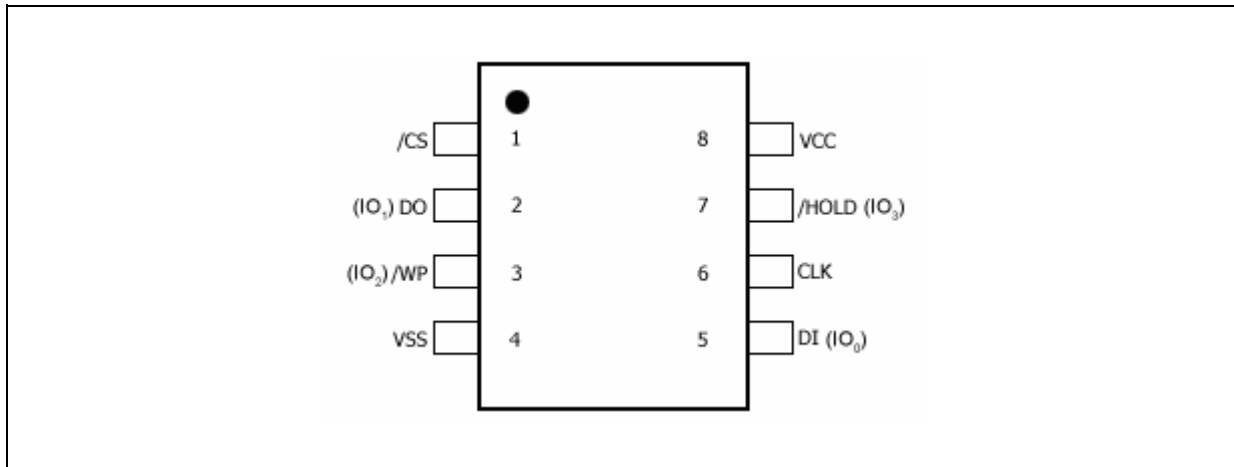 /CS 1 8 VCC
(IO₁) DO 2 7 /HOLD (IO₃)
(IO₂) /WP 3 6 CLK
VSS 4 5 DI (IO₀)